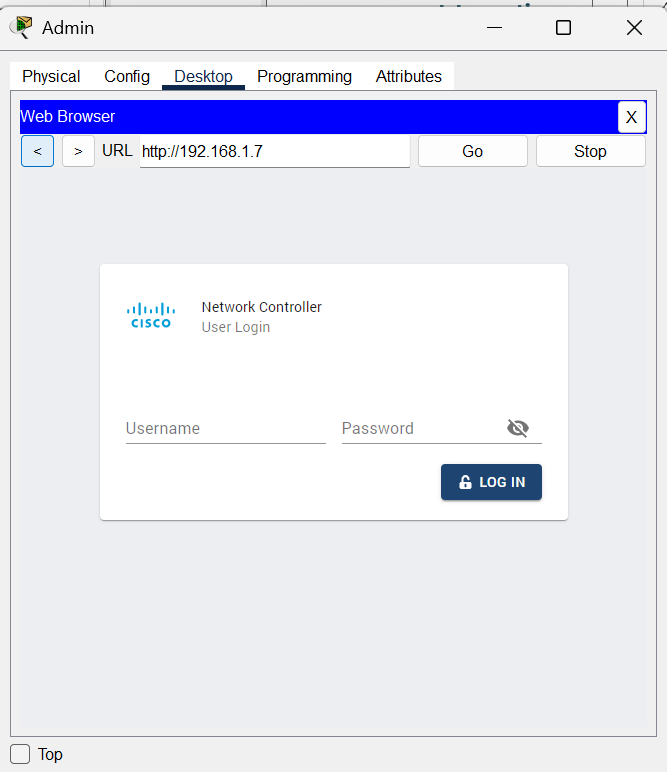 Admin
Physical Config Desktop Programming Attributes
Web Browser X
< > URL http://192.168.1.7 Go Stop
CISCO
Network Controller
User Login
Username Password
LOG IN
Top